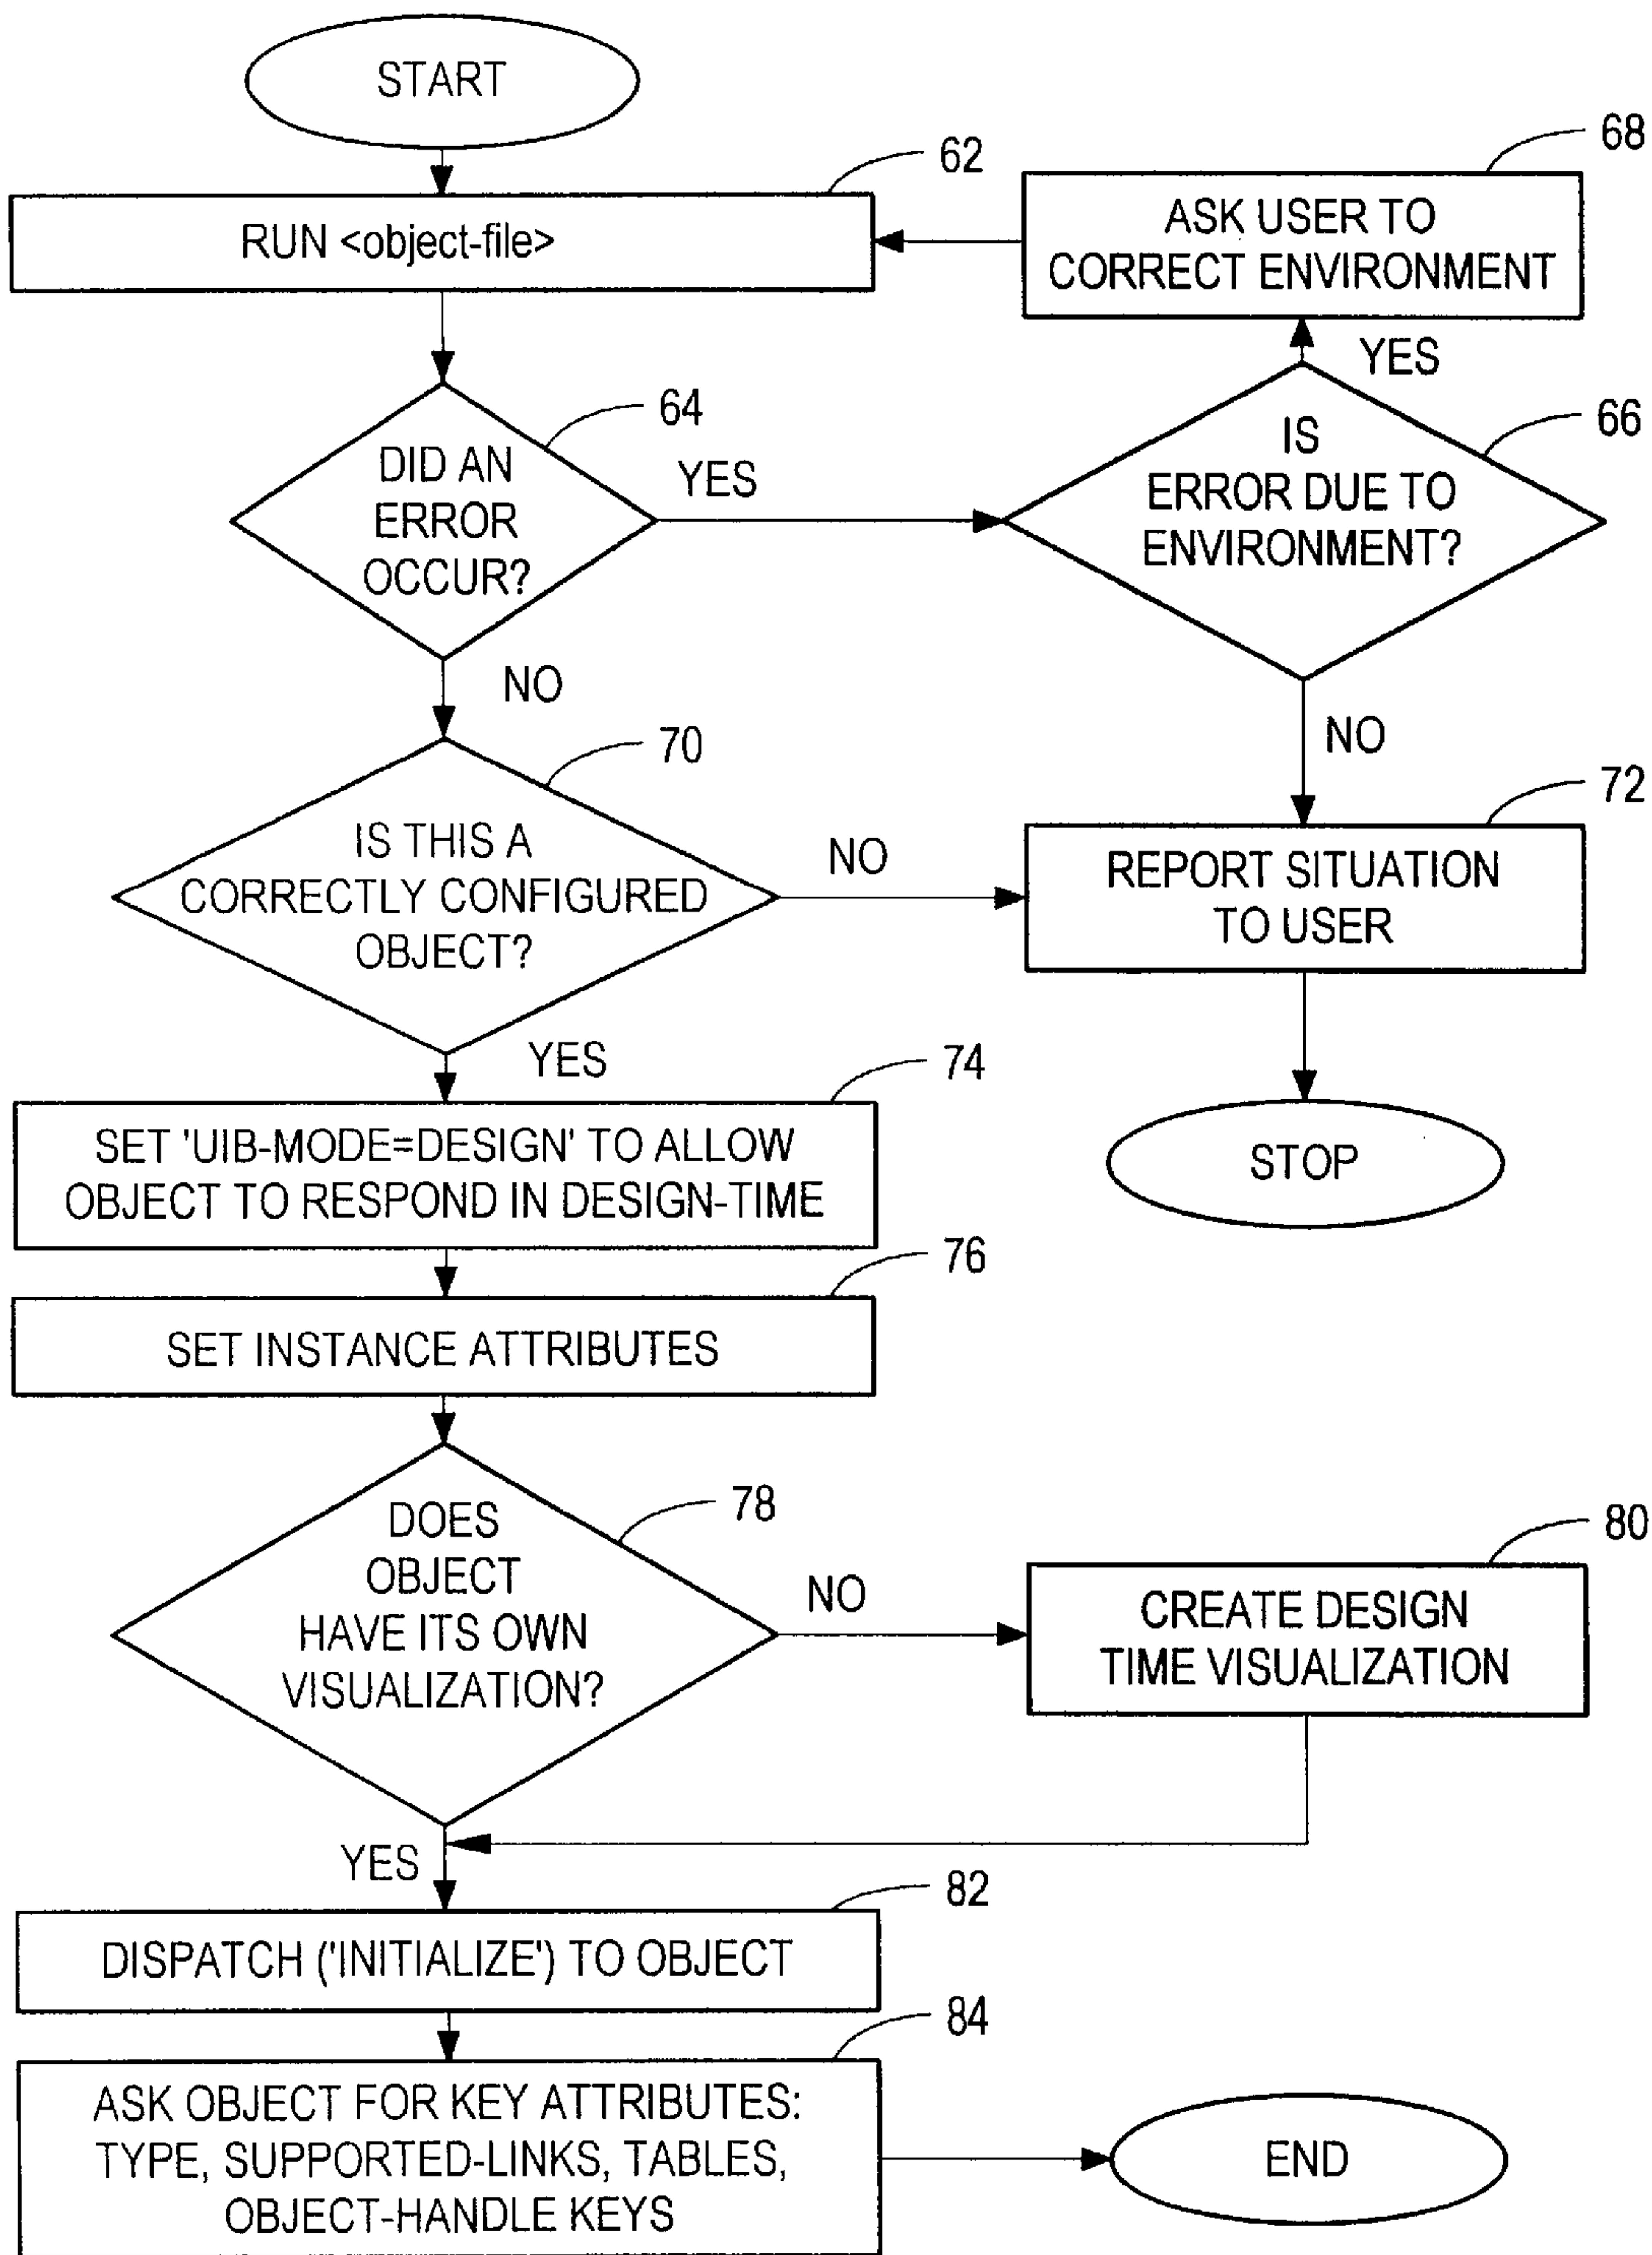 START
62
RUN <object-file>
68
ASK USER TO
CORRECT ENVIRONMENT
YES
64
DID AN
ERROR
OCCUR?
YES
66
IS
ERROR DUE TO
ENVIRONMENT?
NO
NO
70
IS THIS A
CORRECTLY CONFIGURED
OBJECT?
NO
72
REPORT SITUATION
TO USER
YES
STOP
74
SET 'UIB-MODE=DESIGN' TO ALLOW
OBJECT TO RESPOND IN DESIGN-TIME
76
SET INSTANCE ATTRIBUTES
78
DOES
OBJECT
HAVE ITS OWN
VISUALIZATION?
NO
80
CREATE DESIGN
TIME VISUALIZATION
YES
82
DISPATCH ('INITIALIZE') TO OBJECT
84
ASK OBJECT FOR KEY ATTRIBUTES:
TYPE, SUPPORTED-LINKS, TABLES,
OBJECT-HANDLE KEYS
END